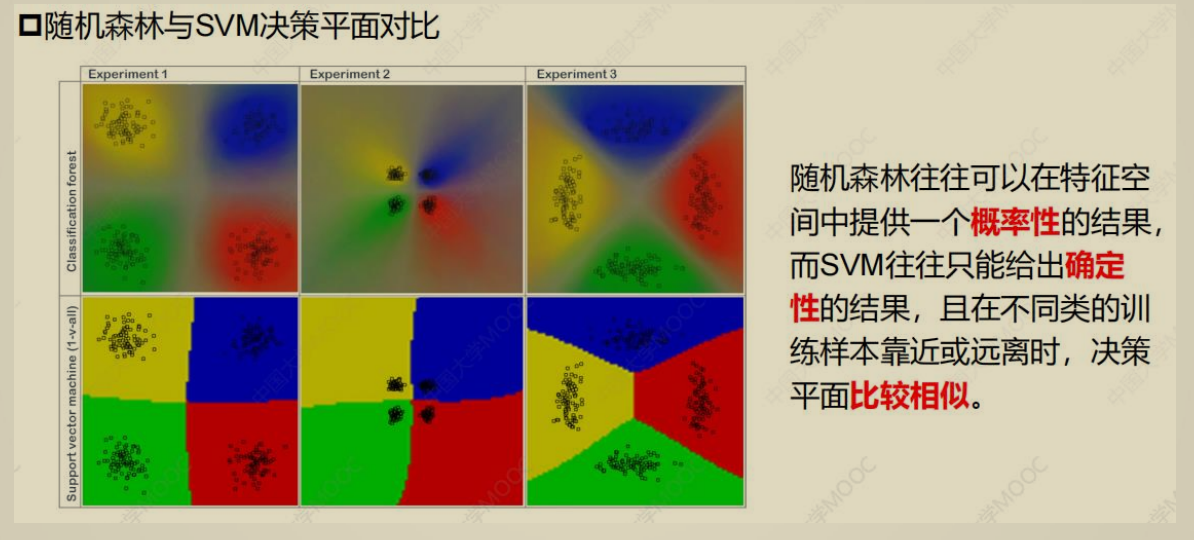 随机森林与SVM决策平面对比
Experiment 1
Experiment 2
Experiment 3
Classification forest
Support vector machine (1-v-all)
随机森林往往可以在特征空
间中提供一个概率性的结果，
而SVM往往只能给出确定
性的结果，且在不同类的训
练样本靠近或远离时，决策
平面比较相似。
中国大学MOOC